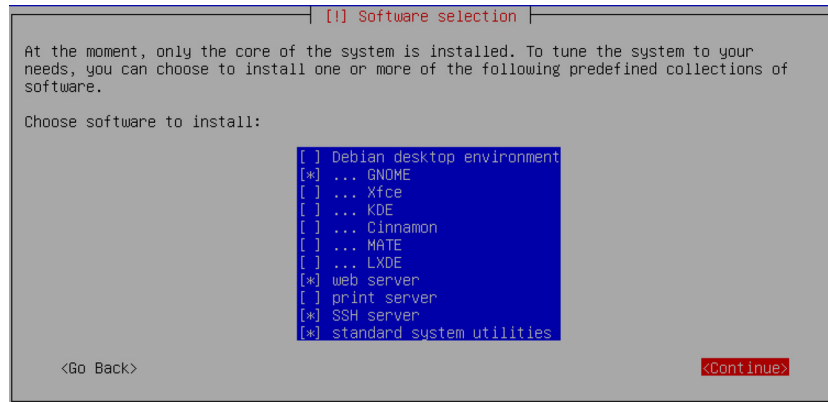 [!] Software selection
At the moment, only the core of the system is installed. To tune the system to your
needs, you can choose to install one or more of the following predefined collections of
software.
Choose software to install:
[ ] Debian desktop environment
[*] ... GNOME
[ ] ... Xfce
[ ] ... KDE
[ ] ... Cinnamon
[ ] ... MATE
[ ] ... LXDE
[*] web server
[ ] print server
[*] SSH server
[*] standard system utilities
<Go Back> <Continue>